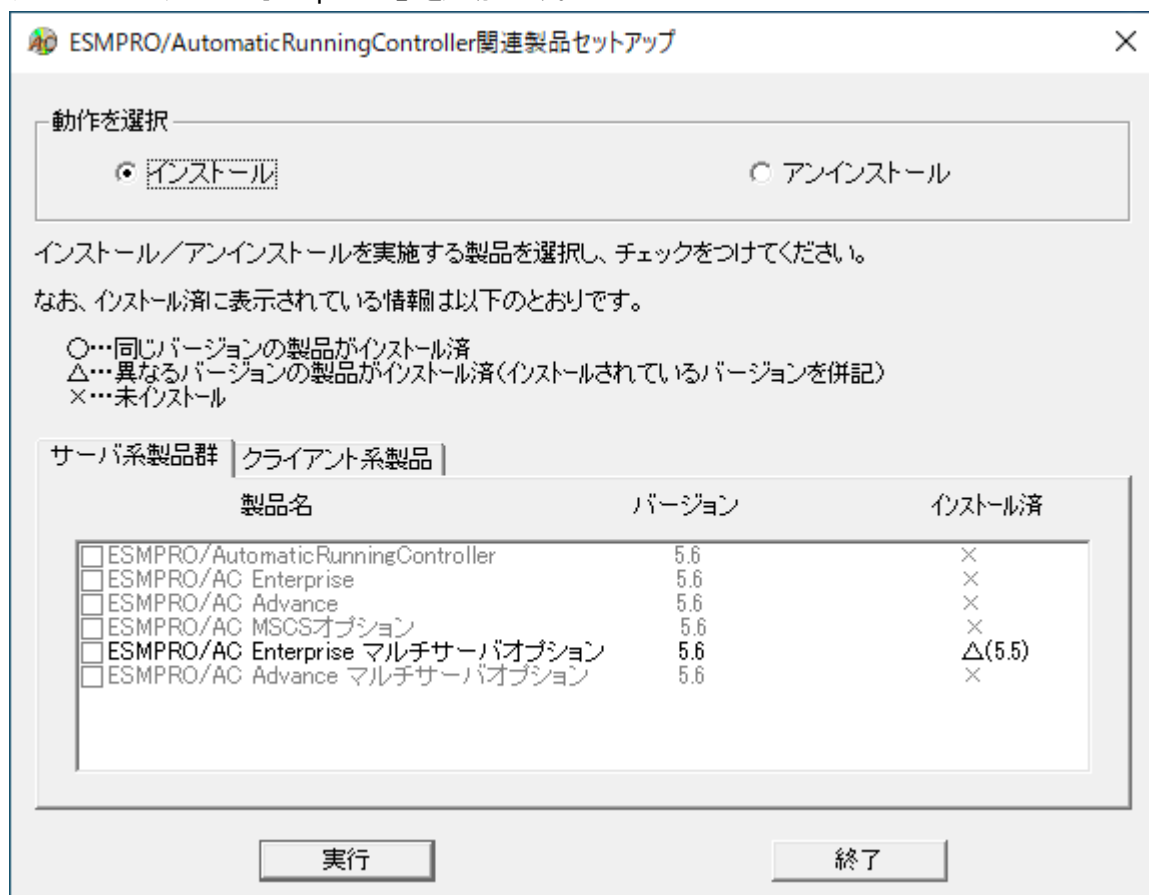 ESMPRO/AutomaticRunningController関連製品セットアップ
動作を選択
インストール
アンインストール
インストール／アンインストールを実施する製品を選択し、チェックをつけてください。
なお、インストール済に表示されている情報は以下のとおりです。
○…同じバージョンの製品がインストール済
△…異なるバージョンの製品がインストール済(インストールされているバージョンを併記)
×…未インストール
サーバ系製品群 クライアント系製品
製品名 バージョン インストール済
ESMPRO/AutomaticRunningController 5.6 ×
ESMPRO/AC Enterprise 5.6 ×
ESMPRO/AC Advance 5.6 ×
ESMPRO/AC MSCSオプション 5.6 ×
ESMPRO/AC Enterprise マルチサーバオプション 5.6 △(5.5)
ESMPRO/AC Advance マルチサーバオプション 5.6 ×
実行 終了